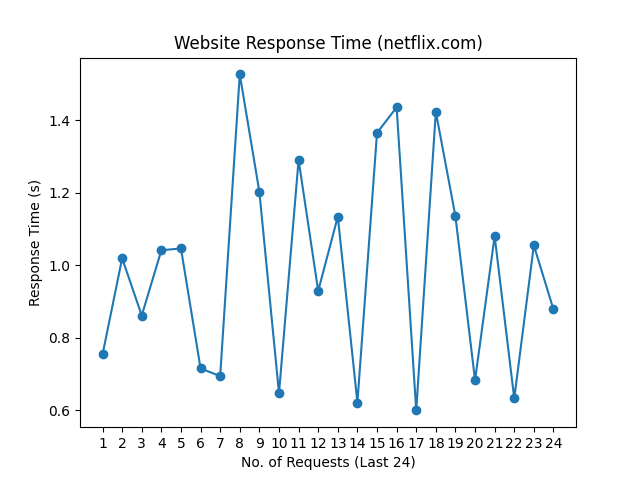 Website Response Time (netflix.com)
Response Time (s)
1.4
1.2
1.0
0.8
0.6
1 2 3 4 5 6 7 8 9 10 11 12 13 14 15 16 17 18 19 20 21 22 23 24
No. of Requests (Last 24)